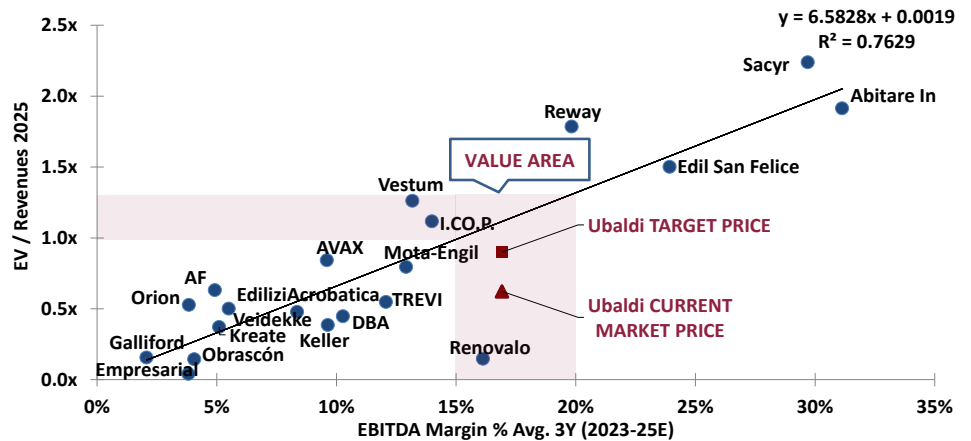 y = 6.5828x + 0.0019
R² = 0.7629
2.5x
Sacyr
2.0x
Abitare In
Reway
VALUE AREA
1.5x
Edil San Felice
Vestum
I.CO.P.
Ubaldi TARGET PRICE
1.0x
AVAX
Mota-Engil
AF
EdiliziAcrobatica
Orion
TREVI
Ubaldi CURRENT
MARKET PRICE
0.5x
Veidekke
DBA
Kreate
Keller
Galliford
Obrascón
Renovalo
Empresarial
0.0x
0%
5%
10%
15%
20%
25%
30%
35%
EV / Revenues 2025
EBITDA Margin % Avg. 3Y (2023-25E)